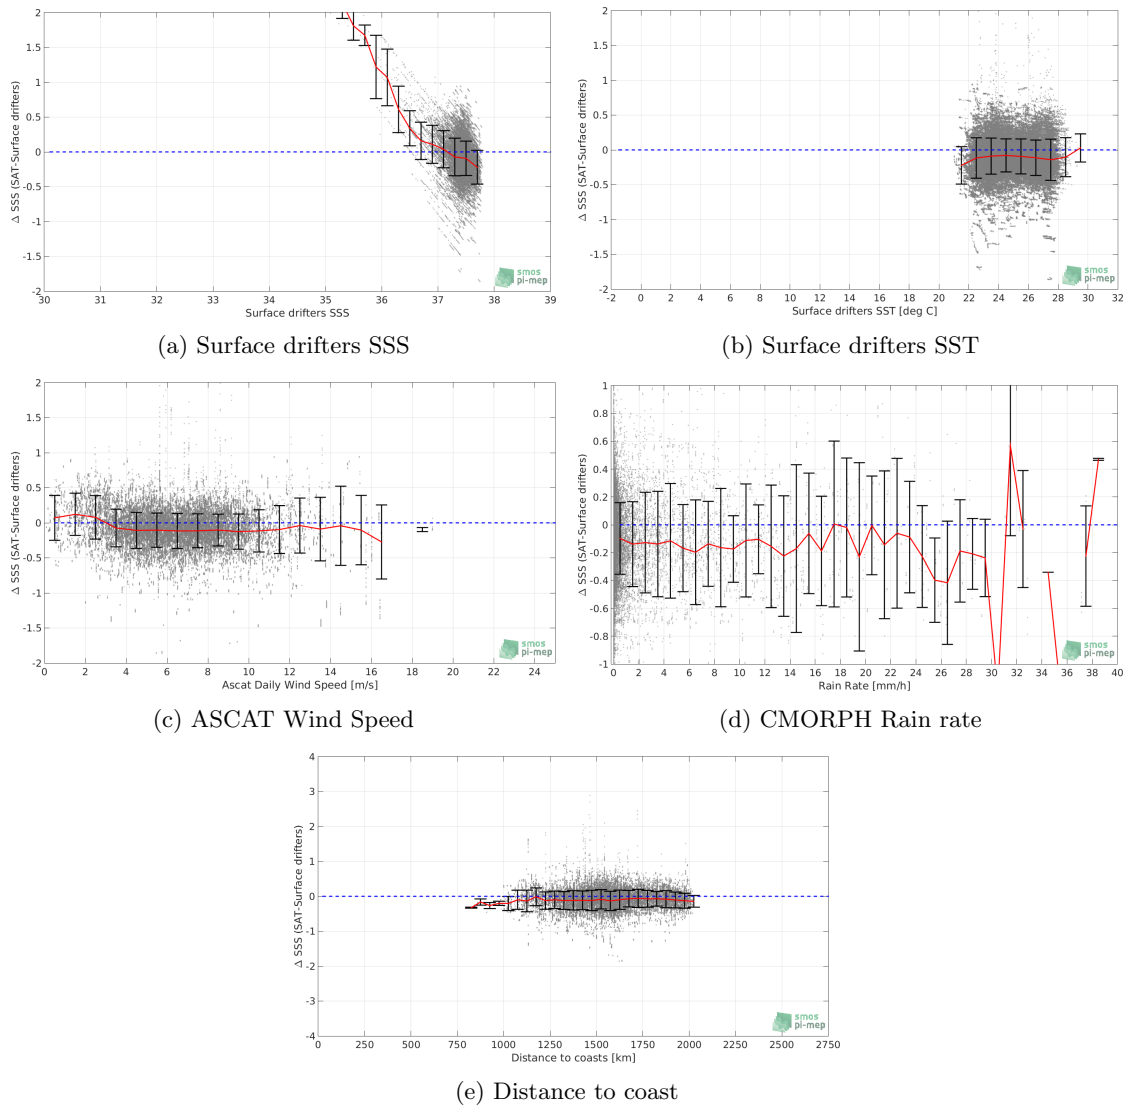 2
1.5
1
0.5
0
-0.5
-1
-1.5
-2
Δ SSS (SAT-Surface drifters)
30 31 32 33 34 35 36 37 38 39
Surface drifters SSS
smos
pi-mep
(a) Surface drifters SSS
2
1.5
1
0.5
0
-0.5
-1
-1.5
-2
Δ SSS (SAT-Surface drifters)
-2 0 2 4 6 8 10 12 14 16 18 20 22 24 26 28 30 32
Surface drifters SST [deg C]
smos
pi-mep
(b) Surface drifters SST
2
1.5
1
0.5
0
-0.5
-1
-1.5
-2
Δ SSS (SAT-Surface drifters)
0 2 4 6 8 10 12 14 16 18 20 22 24
Ascat Daily Wind Speed [m/s]
smos
pi-mep
(c) ASCAT Wind Speed
1
0.8
0.6
0.4
0.2
0
-0.2
-0.4
-0.6
-0.8
-1
Δ SSS (SAT-Surface drifters)
0 2 4 6 8 10 12 14 16 18 20 22 24 26 28 30 32 34 36 38 40
Rain Rate [mm/h]
smos
pi-mep
(d) CMORPH Rain rate
4
3
2
1
0
-1
-2
-3
-4
Δ SSS (SAT-Surface drifters)
0 250 500 750 1000 1250 1500 1750 2000 2250 2500 2750
Distance to coasts [km]
smos
pi-mep
(e) Distance to coast